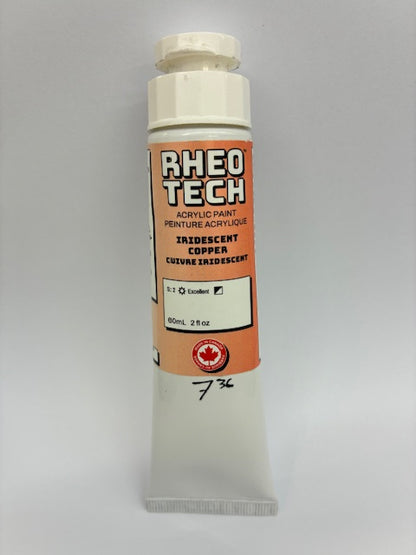 RHEO
TECH
ACRYLIC PAINT
PEINTURE ACRYLIQUE
IRIDESCENT
COPPER
CUIVRE IRIDESCENT
S: 2 Excellent
60mL 2 fl oz
7 36